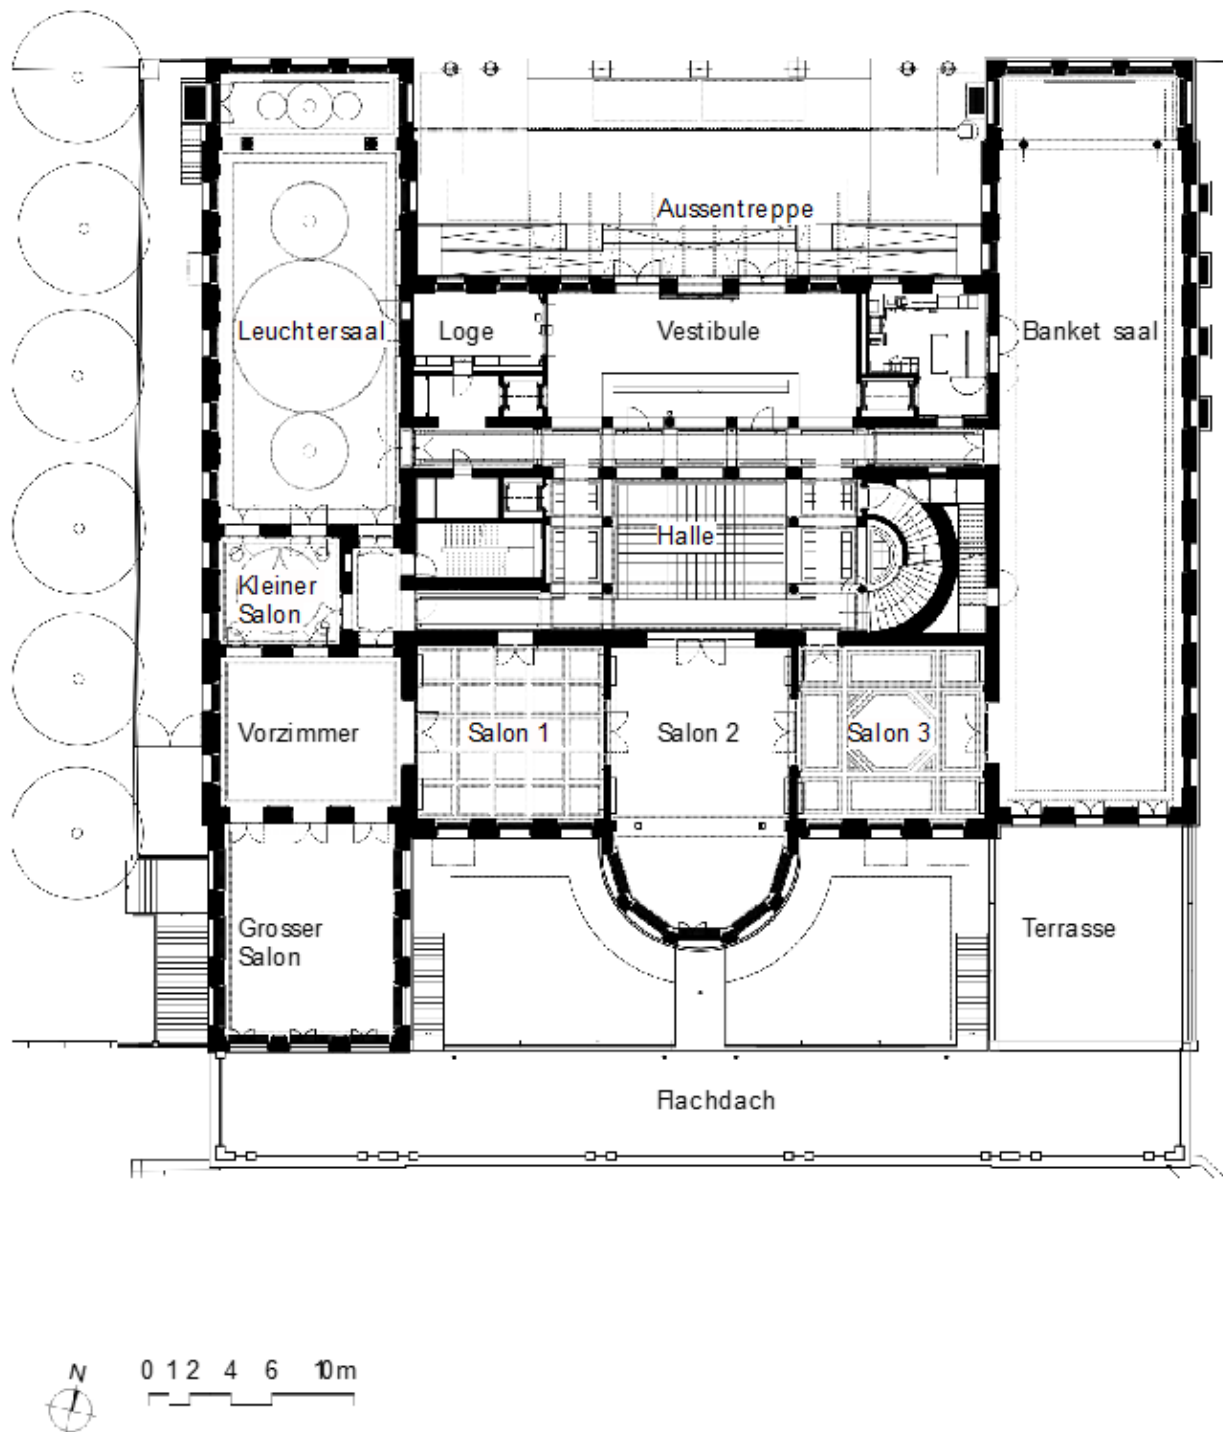 Aussentreppe
Leuchtersaal
Loge
Vestibule
Banket saal
Halle
Kleiner
Salon
Vorzimmer
Salon 1
Salon 2
Salon 3
Grosser
Salon
Terrasse
Flachdach
N
0 1 2 4 6 10m